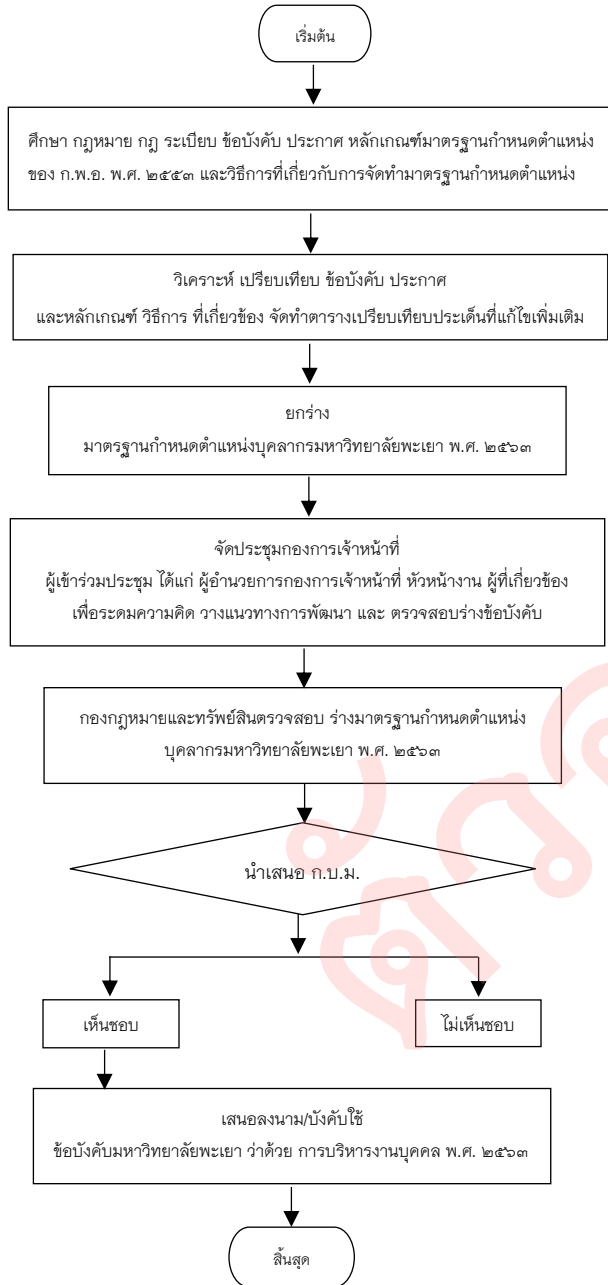 เริ่มต้น
ศึกษา กฎหมาย กฎ ระเบียบ ข้อบังคับ ประกาศ หลักเกณฑ์มาตรฐานกำหนดตำแหน่ง
ของ ก.พ.อ. พ.ศ. ๒๕๕๓ และวิธีการที่เกี่ยวกับการจัดทำมาตรฐานกำหนดตำแหน่ง
วิเคราะห์ เปรียบเทียบ ข้อบังคับ ประกาศ
และหลักเกณฑ์ วิธีการ ที่เกี่ยวข้อง จัดทำตารางเปรียบเทียบประเด็นที่แก้ไขเพิ่มเติม
ยกร่าง
มาตรฐานกำหนดตำแหน่งบุคลากรมหาวิทยาลัยพะเยา พ.ศ. ๒๕๖๓
จัดประชุมกองการเจ้าหน้าที่
ผู้เข้าร่วมประชุม ได้แก่ ผู้อำนวยการกองการเจ้าหน้าที่ หัวหน้างาน ผู้ที่เกี่ยวข้อง
เพื่อระดมความคิด วางแนวทางการพัฒนา และ ตรวจสอบร่างข้อบังคับ
กองกฎหมายและทรัพย์สินตรวจสอบ ร่างมาตรฐานกำหนดตำแหน่ง
บุคลากรมหาวิทยาลัยพะเยา พ.ศ. ๒๕๖๓
นำเสนอ ก.บ.ม.
เห็นชอบ
ไม่เห็นชอบ
เสนอลงนาม/บังคับใช้
ข้อบังคับมหาวิทยาลัยพะเยา ว่าด้วย การบริหารงานบุคคล พ.ศ. ๒๕๖๓
สิ้นสุด